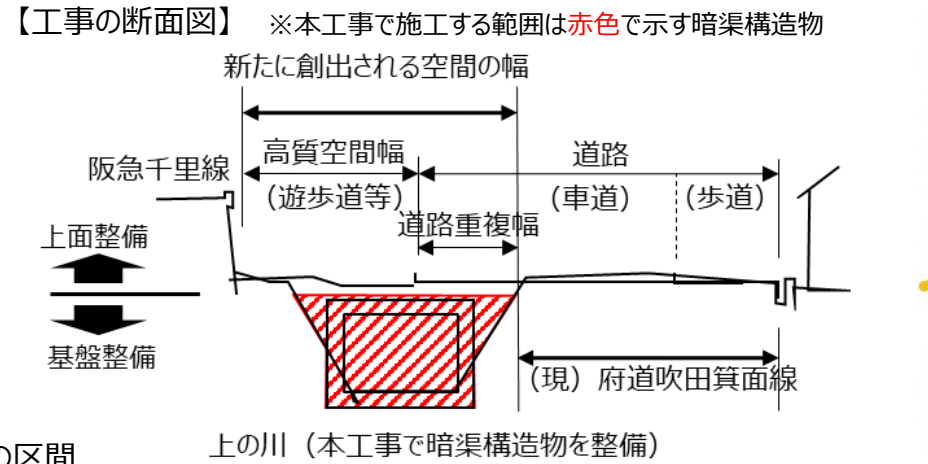 【工事の断面図】 ※本工事で施工する範囲は赤色で示す暗渠構造物
新たに創出される空間の幅
高質空間幅
道路
阪急千里線
(遊歩道等)
(車道)
(歩道)
道路重複幅
上面整備
基盤整備
(現)府道吹田箕面線
上の川(本工事で暗渠構造物を整備)
の区間